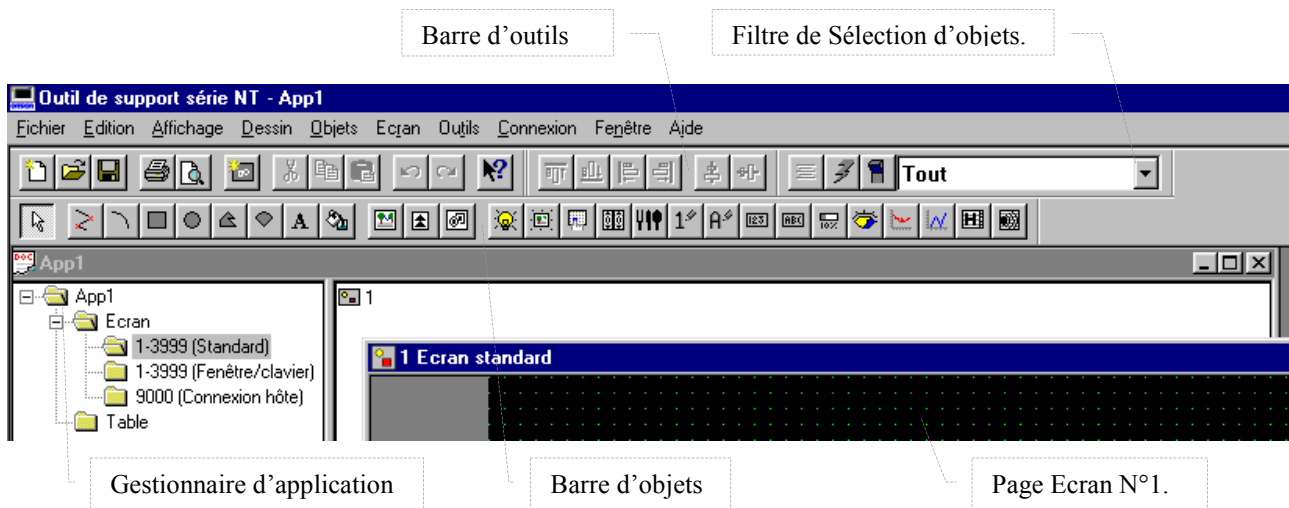 Barre d'outils
Filtre de Sélection d'objets.
Outil de support série NT - App1
Fichier Edition Affichage Dessin Objets Ecran Outils Connexion Fenêtre Ajde
Tout
App1
App1
1
Ecran
1-3999 (Standard)
1-3999 (Fenêtre/clavier)
9000 (Connexion hôte)
Table
1 Ecran standard
Gestionnaire d'application
Barre d'objets
Page Ecran N°1.